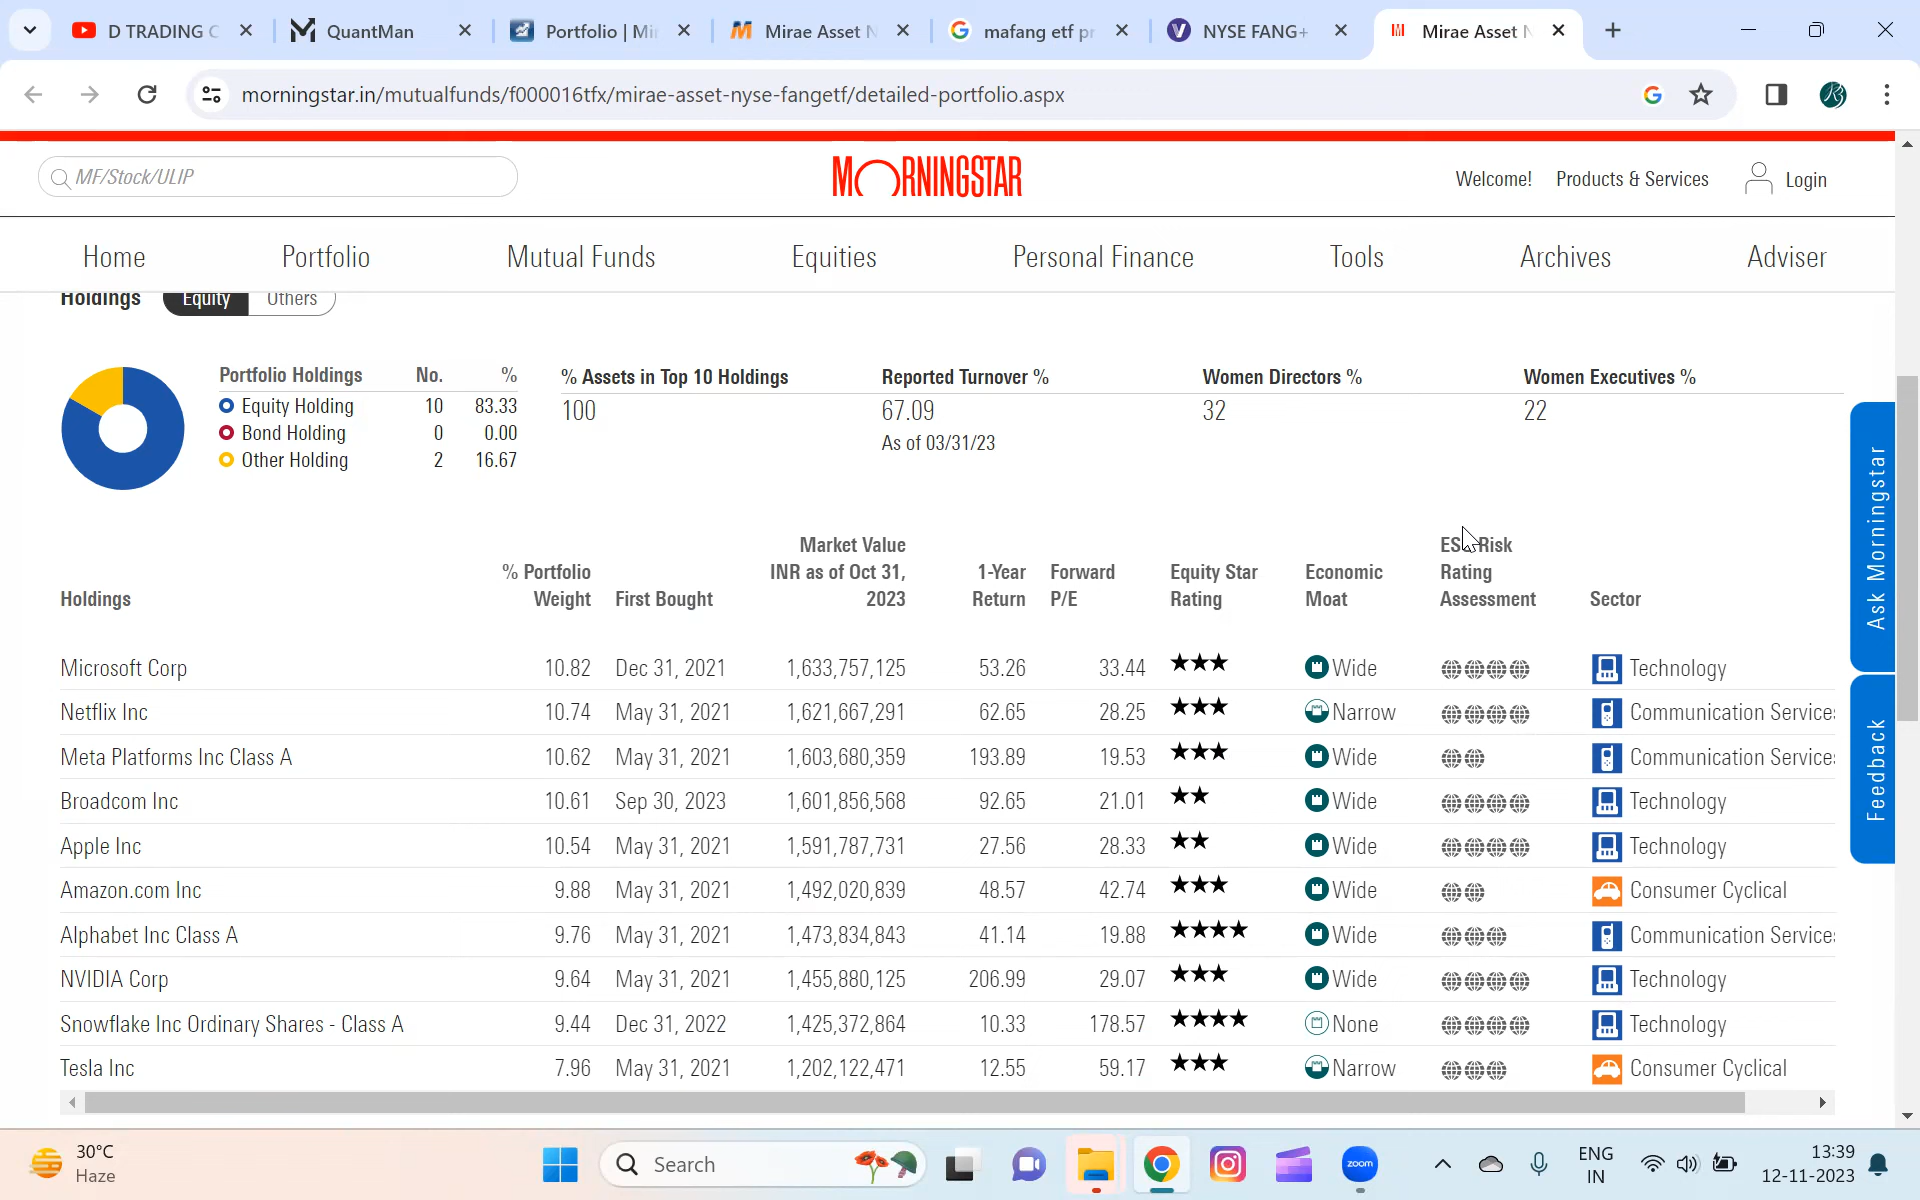 D TRADING C
QuantMan
Portfolio | Mi
Mirae Asset N
mafang etf pr
NYSE FANG+
Mirae Asset N
morningstar.in/mutualfunds/f000016tfx/mirae-asset-nyse-fangetf/detailed-portfolio.aspx
MF/Stock/ULIP
MORNINGSTAR
Welcome! Products & Services Login
Home Portfolio Mutual Funds Equities Personal Finance Tools Archives Adviser
Holdings Equity Others
Portfolio Holdings No. %
Equity Holding 10 83.33
Bond Holding 0 0.00
Other Holding 2 16.67
% Assets in Top 10 Holdings
100
Reported Turnover %
67.09
As of 03/31/23
Women Directors %
32
Women Executives %
22
Ask Morningstar
Feedback
Holdings
% Portfolio
Weight
First Bought
Market Value
INR as of Oct 31,
2023
1-Year
Return
Forward
P/E
Equity Star
Rating
Economic
Moat
Risk
Rating
Assessment
Sector
Microsoft Corp 10.82 Dec 31, 2021 1,633,757,125 53.26 33.44 ★★★ Wide Technology
Netflix Inc 10.74 May 31, 2021 1,621,667,291 62.65 28.25 ★★★ Narrow Communication Services
Meta Platforms Inc Class A 10.62 May 31, 2021 1,603,680,359 193.89 19.53 ★★★ Wide Communication Services
Broadcom Inc 10.61 Sep 30, 2023 1,601,856,568 92.65 21.01 ★★ Wide Technology
Apple Inc 10.54 May 31, 2021 1,591,787,731 27.56 28.33 ★★ Wide Technology
Amazon.com Inc 9.88 May 31, 2021 1,492,020,839 48.57 42.74 ★★★ Wide Consumer Cyclical
Alphabet Inc Class A 9.76 May 31, 2021 1,473,834,843 41.14 19.88 ★★★★ Wide Communication Services
NVIDIA Corp 9.64 May 31, 2021 1,455,880,125 206.99 29.07 ★★★ Wide Technology
Snowflake Inc Ordinary Shares - Class A 9.44 Dec 31, 2022 1,425,372,864 10.33 178.57 ★★★★ None Technology
Tesla Inc 7.96 May 31, 2021 1,202,122,471 12.55 59.17 ★★★ Narrow Consumer Cyclical
30°C
Haze
Search
zoom
ENG
IN
13:39
12-11-2023